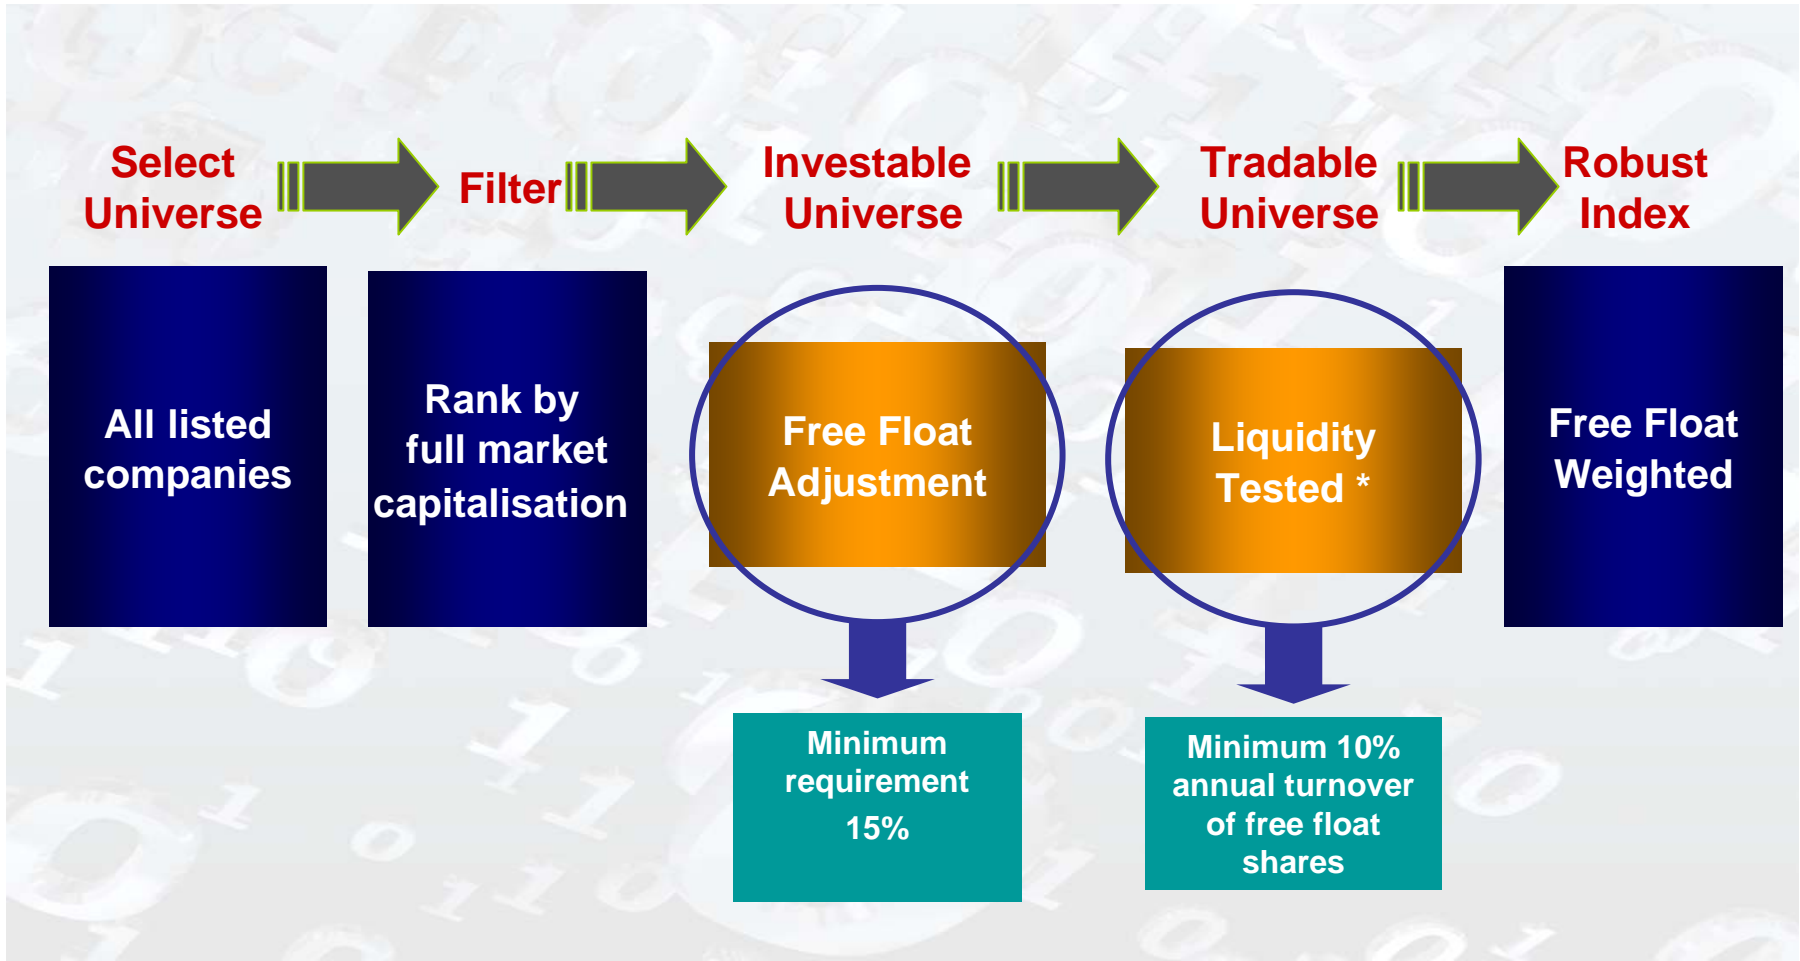 Select
Universe
Filter
Investable
Universe
Tradable
Universe
Robust
Index
All listed
companies
Rank by
full market
capitalisation
Free Float
Adjustment
Liquidity
Tested *
Free Float
Weighted
Minimum
requirement
15%
Minimum 10%
annual turnover
of free float
shares